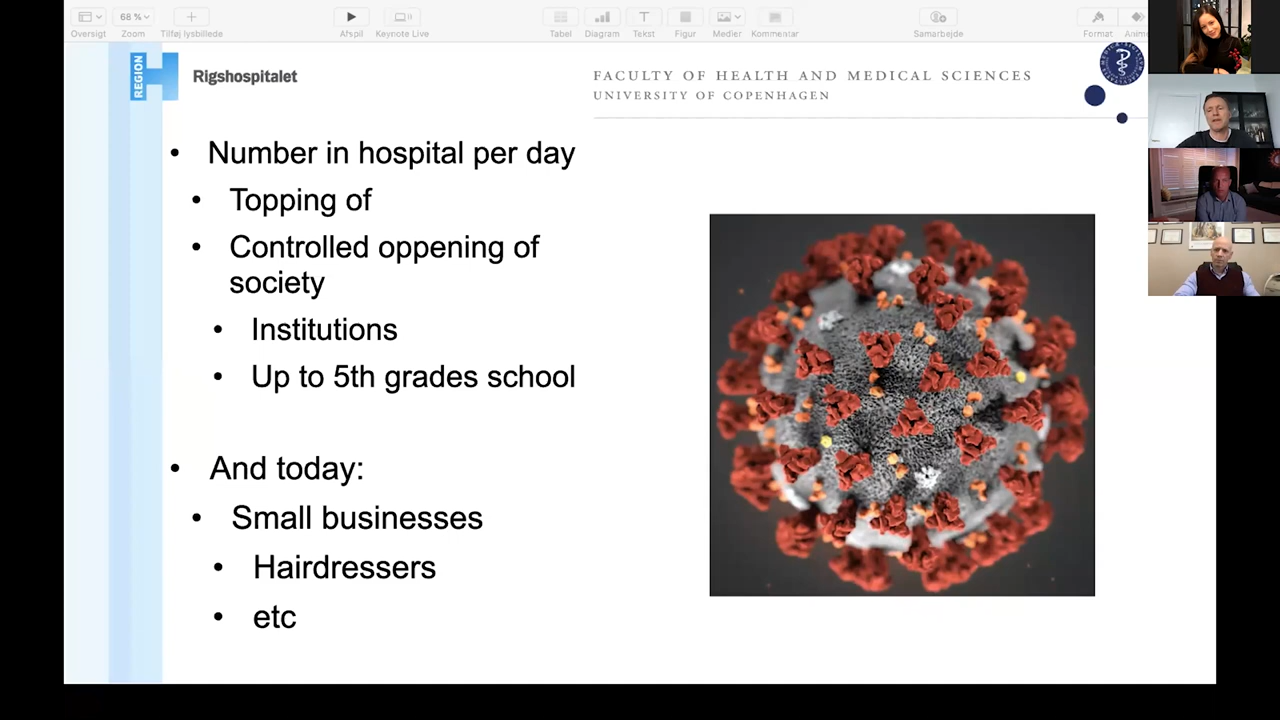 68 %
Oversigt
Zoom
Tilføj lysbillede
Afspil
Keynote Live
Tabel
Diagram
Tekst
Figur
Medier
Kommentar
Samarbejde
Format
Anime
REGION
Rigshospitalet
FACULTY OF HEALTH AND MEDICAL SCIENCES
UNIVERSITY OF COPENHAGEN
• Number in hospital per day
• Topping of
• Controlled oppening of
society
• Institutions
• Up to 5th grades school
• And today:
• Small businesses
• Hairdressers
• etc